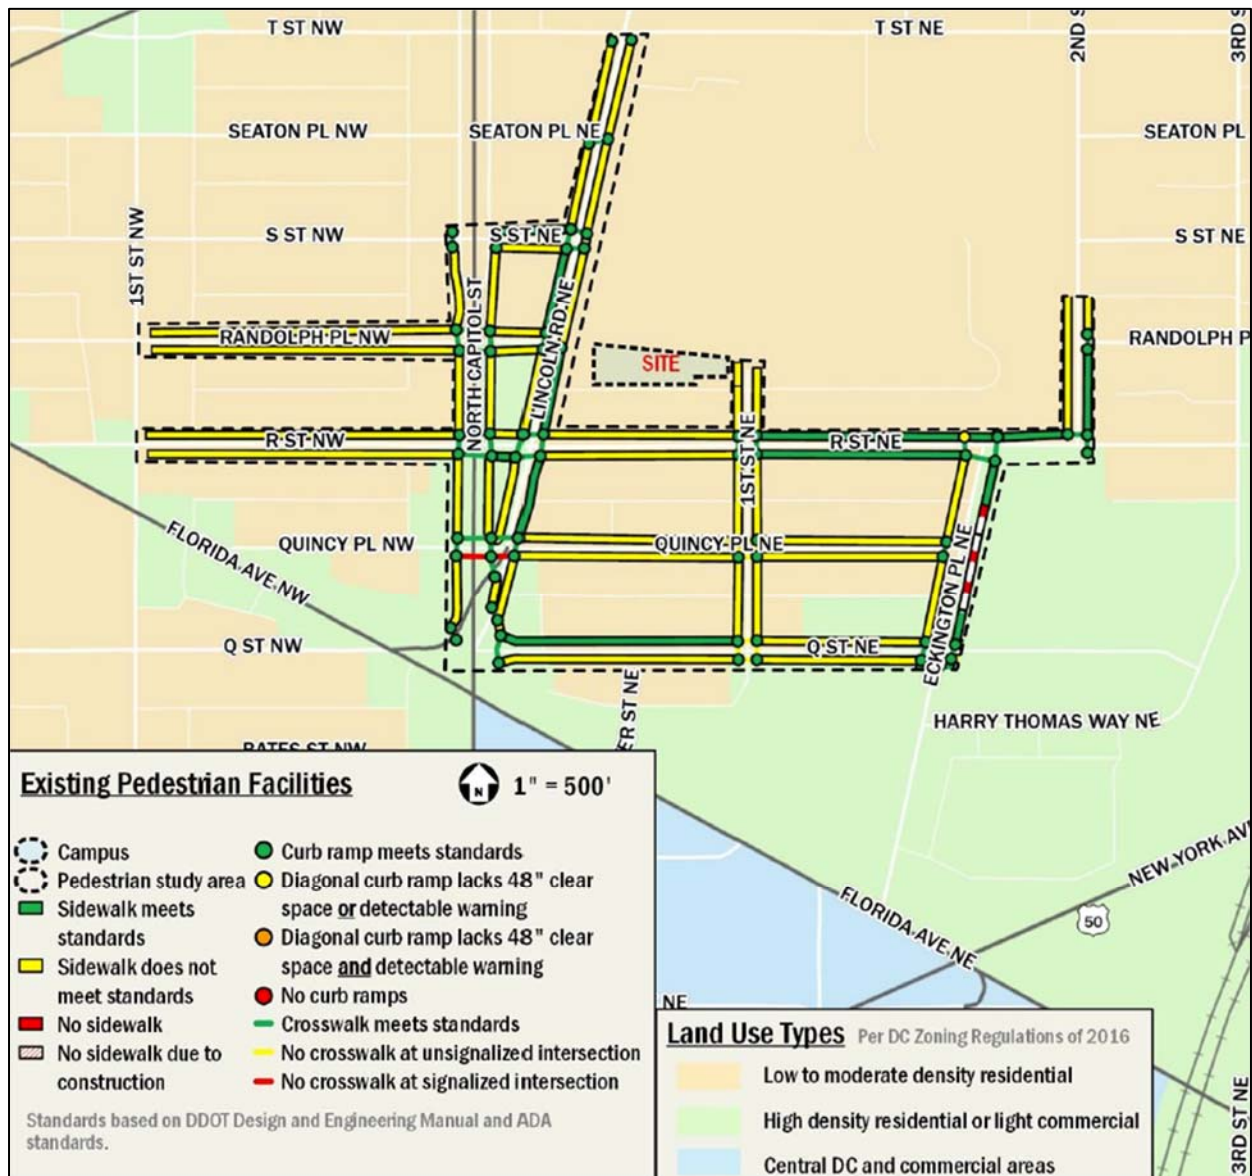 T ST NW
T ST NE
2ND S
3RD S
SEATON PL NW
SEATON PL NE
SEATON PL
1ST ST NW
S ST NW
S ST NE
S ST NE
NORTH CAPITOL ST
LINCOLN RD NE
RANDOLPH PL NW
SITE
RANDOLPH P
R ST NW
R ST NE
1ST ST NE
FLORIDA AVE NW
QUINCY PL NW
QUINCY PL NE
ECKINGTON PL NE
Q ST NW
Q ST NE
ER ST NE
HARRY THOMAS WAY NE
BATES ST NW
NEW YORK AV
50
FLORIDA AVE NE
NE
3RD ST NE
Existing Pedestrian Facilities
N
1" = 500'
Campus
Pedestrian study area
Sidewalk meets
standards
Sidewalk does not
meet standards
No sidewalk
No sidewalk due to
construction
Curb ramp meets standards
Diagonal curb ramp lacks 48" clear
space or detectable warning
Diagonal curb ramp lacks 48" clear
space and detectable warning
No curb ramps
Crosswalk meets standards
No crosswalk at unsignalized intersection
No crosswalk at signalized intersection
Standards based on DDOT Design and Engineering Manual and ADA
standards.
Land Use Types Per DC Zoning Regulations of 2016
Low to moderate density residential
High density residential or light commercial
Central DC and commercial areas